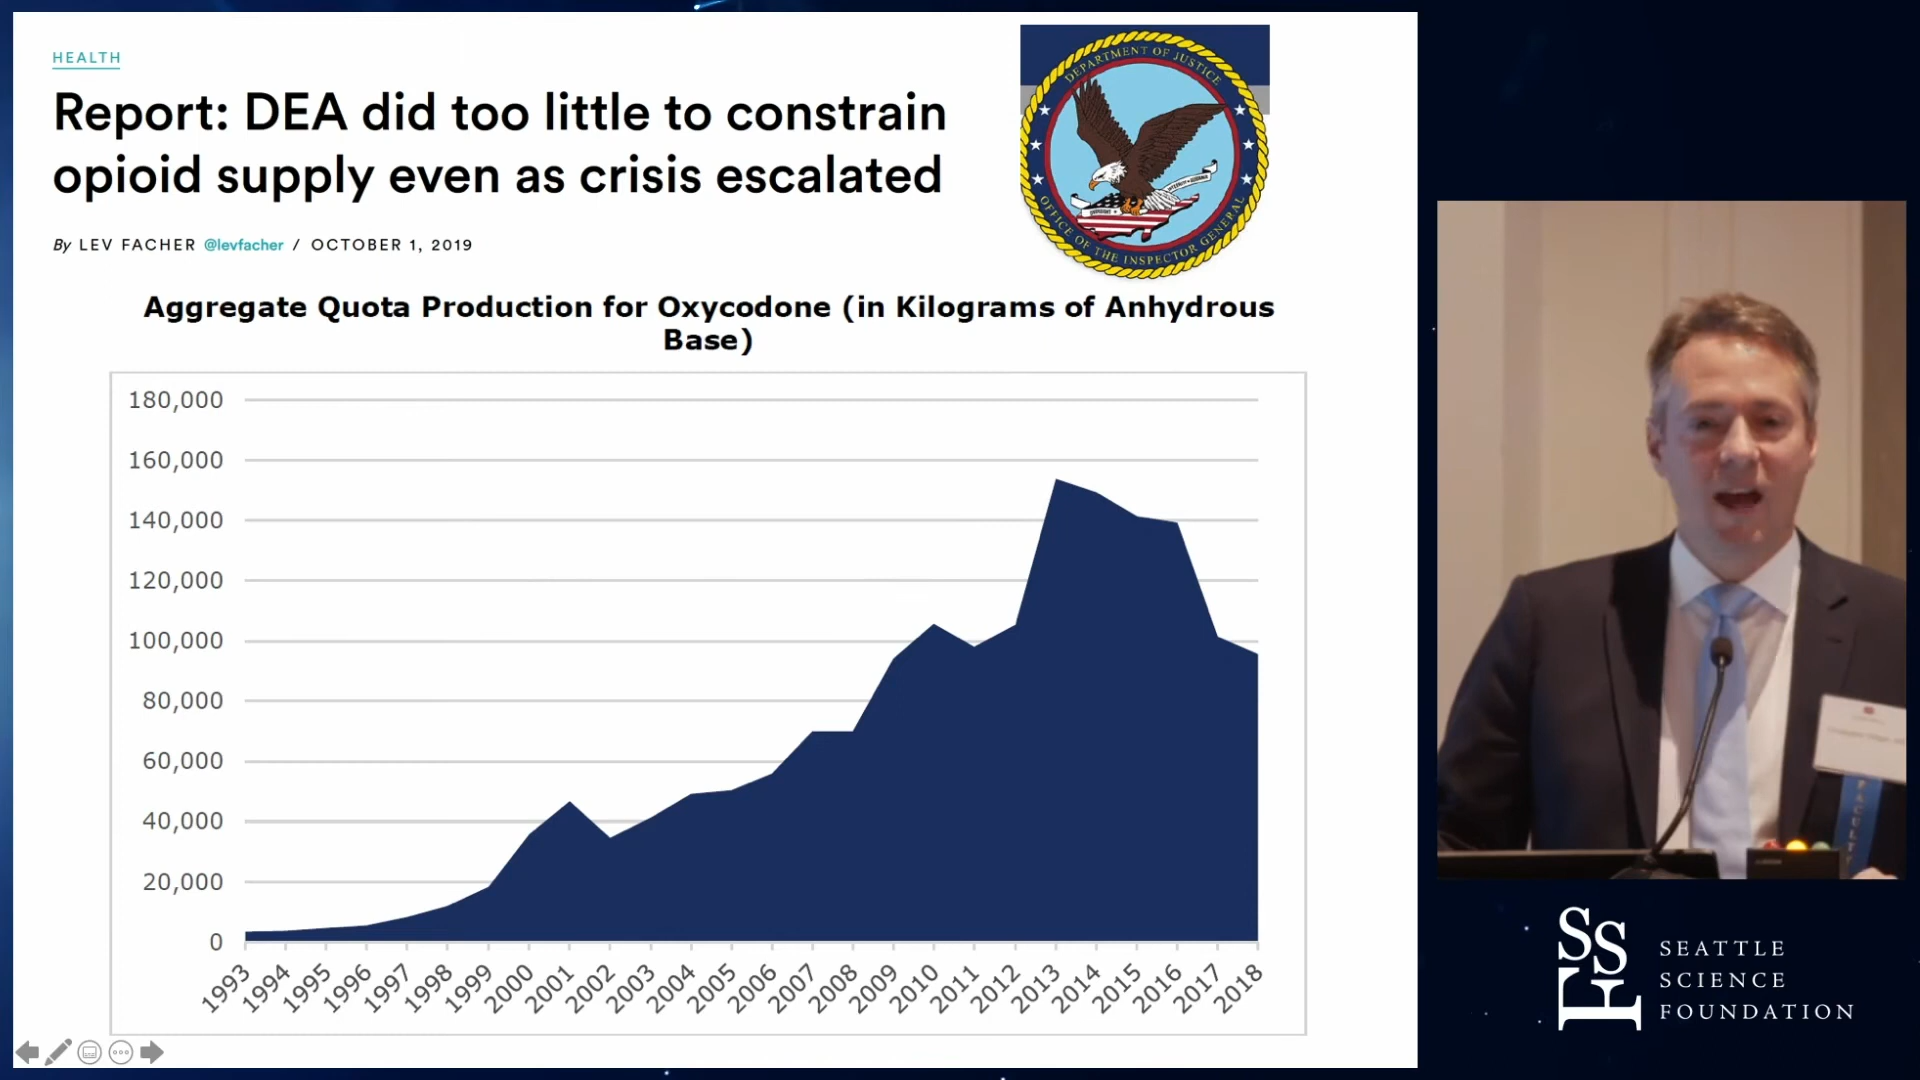 HEALTH
Report: DEA did too little to constrain
opioid supply even as crisis escalated
By LEV FACHER @levfacher / OCTOBER 1, 2019
DEPARTMENT OF JUSTICE
OFFICE OF THE INSPECTOR GENERAL
Aggregate Quota Production for Oxycodone (in Kilograms of Anhydrous
Base)
180,000
160,000
140,000
120,000
100,000
80,000
60,000
40,000
20,000
0
1993 1994 1995 1996 1997 1998 1999 2000 2001 2002 2003 2004 2005 2006 2007 2008 2009 2010 2011 2012 2013 2014 2015 2016 2017 2018
FACULTY
SSF
SEATTLE
SCIENCE
FOUNDATION